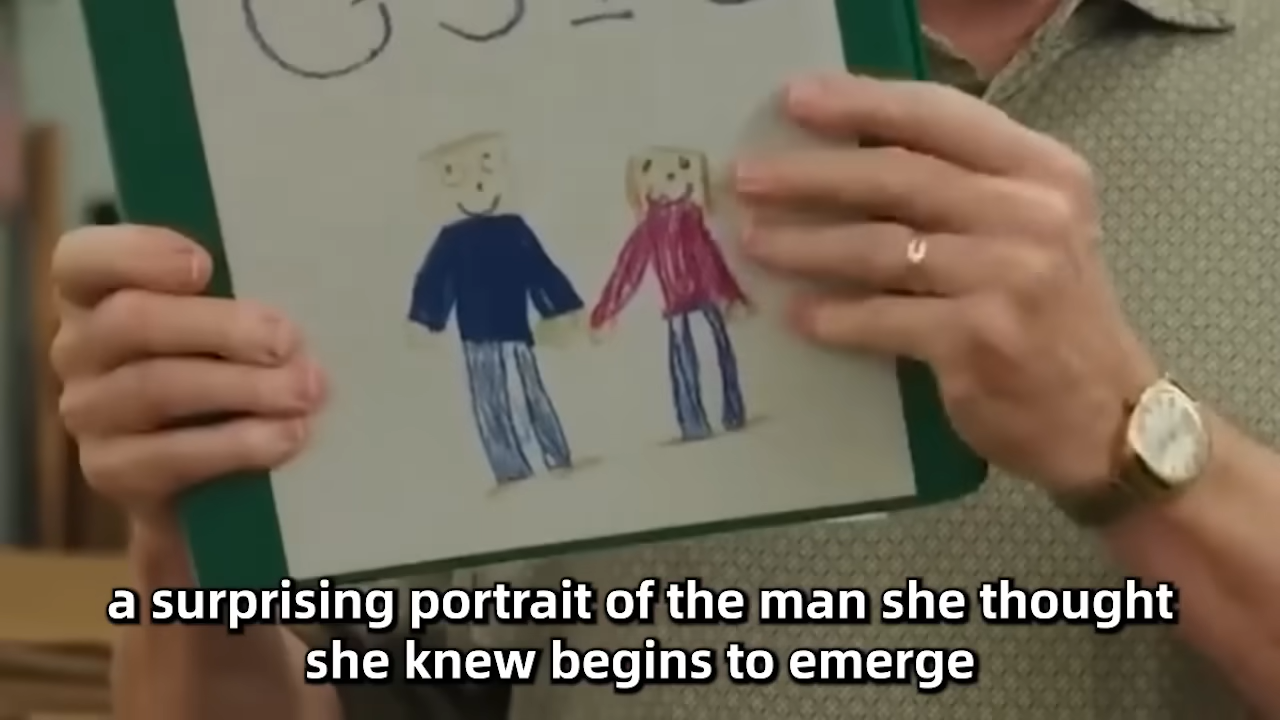 a surprising portrait of the man she thought
she knew begins to emerge